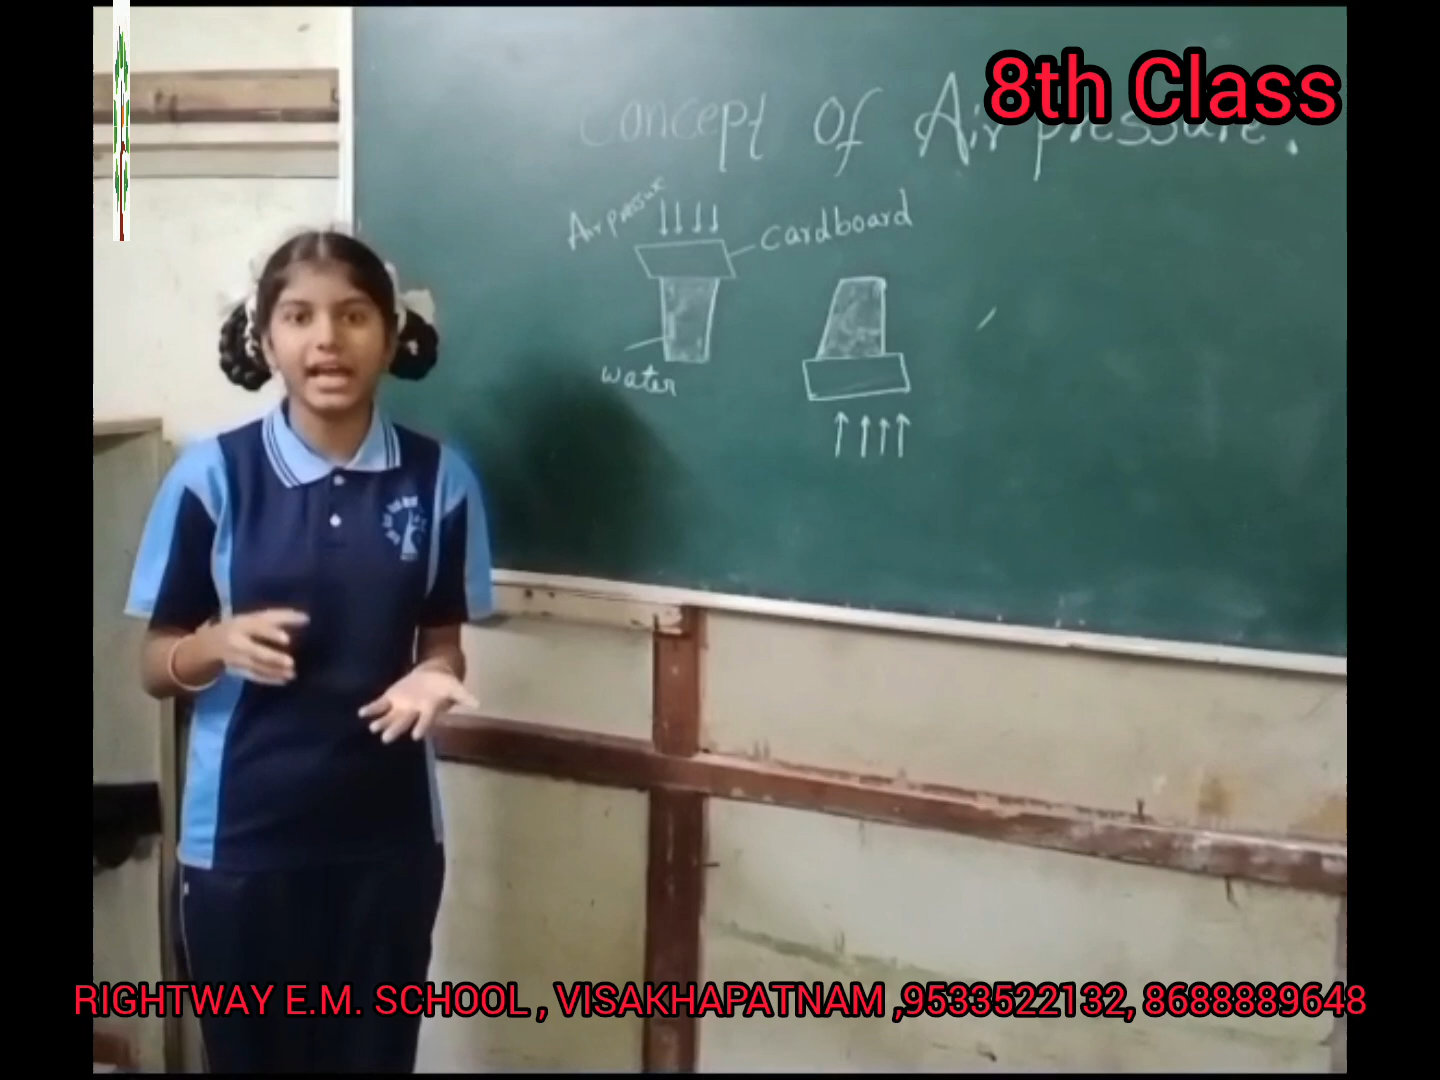 8th Class
Concept of Air pressure.
Air pressure
cardboard
water
RIGHTWAY E.M. SCHOOL , VISAKHAPATNAM ,9533522132, 8688889648